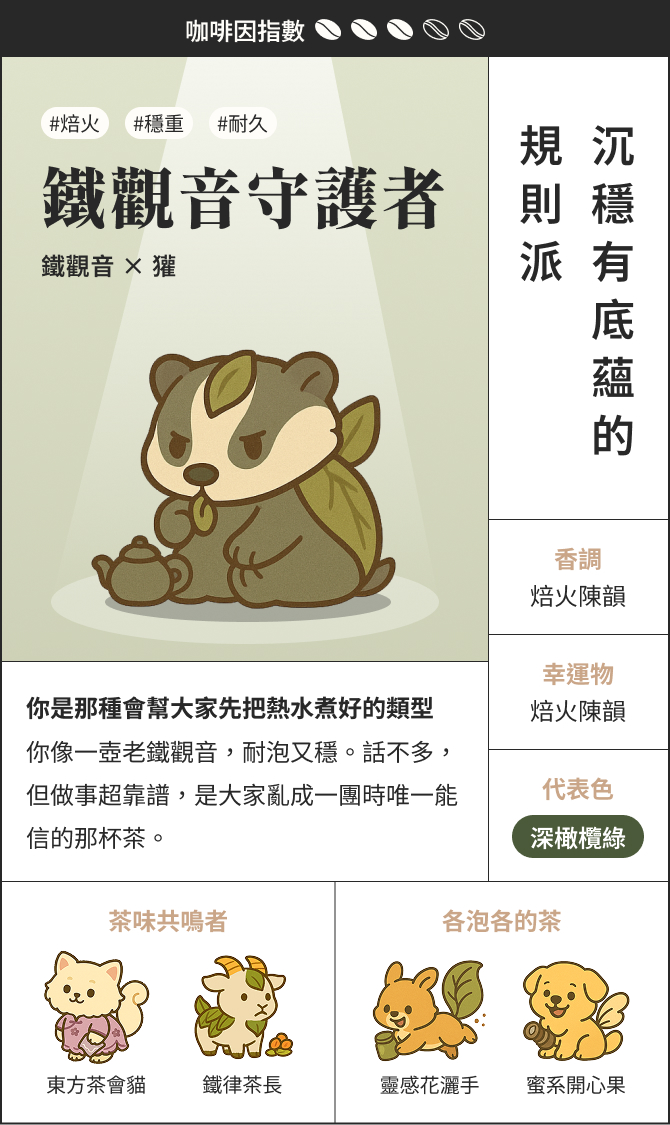 咖啡因指數
#焙火 #穩重 #耐久
鐵觀音守護者
鐵觀音 × 獾
沉穩有底蘊的
規則派
香調
焙火陳韻
幸運物
焙火陳韻
代表色
深橄欖綠
你是那種會幫大家先把熱水煮好的類型
你像一壺老鐵觀音，耐泡又穩。話不多，
但做事超靠譜，是大家亂成一團時唯一能
信的那杯茶。
茶味共鳴者
東方茶會貓
鐵律茶長
各泡各的茶
靈感花灑手
蜜系開心果